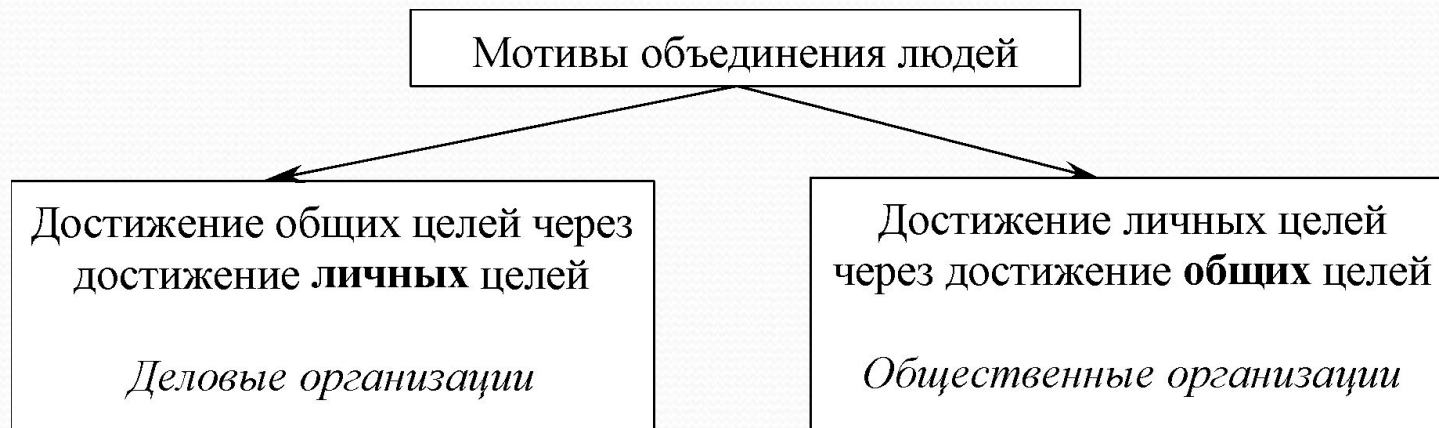 Мотивы объединения людей
Достижение общих целей через
достижение личных целей
Деловые организации
Достижение личных целей
через достижение общих целей
Общественные организации